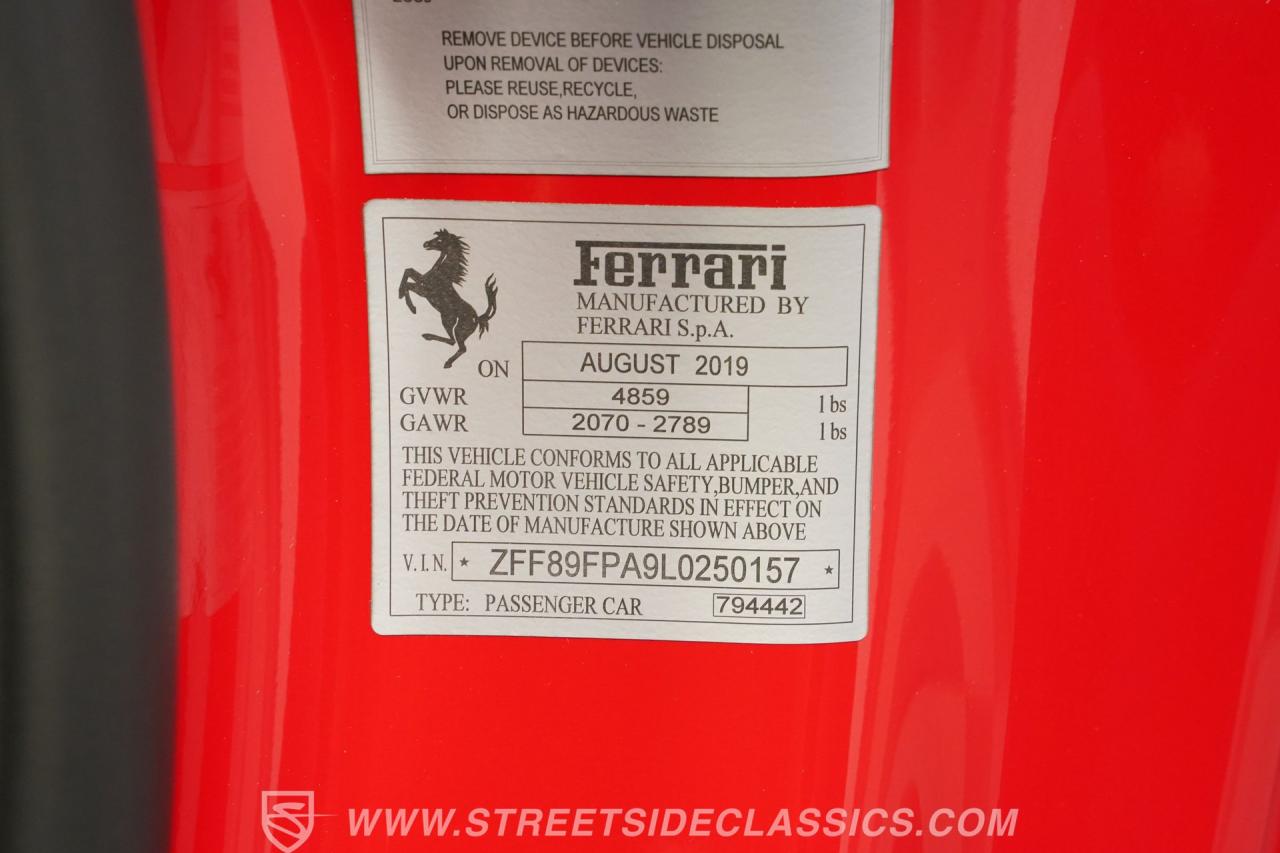 REMOVE DEVICE BEFORE VEHICLE DISPOSAL
UPON REMOVAL OF DEVICES:
PLEASE REUSE,RECYCLE,
OR DISPOSE AS HAZARDOUS WASTE
Ferrari
MANUFACTURED BY
FERRARI S.p.A.
ON AUGUST 2019
GVWR 4859 lbs
GAWR 2070 - 2789 lbs
THIS VEHICLE CONFORMS TO ALL APPLICABLE
FEDERAL MOTOR VEHICLE SAFETY,BUMPER,AND
THEFT PREVENTION STANDARDS IN EFFECT ON
THE DATE OF MANUFACTURE SHOWN ABOVE
V.I.N. * ZFF89FPA9L0250157 *
TYPE: PASSENGER CAR 794442
WWW.STREETSIDECLASSICS.COM